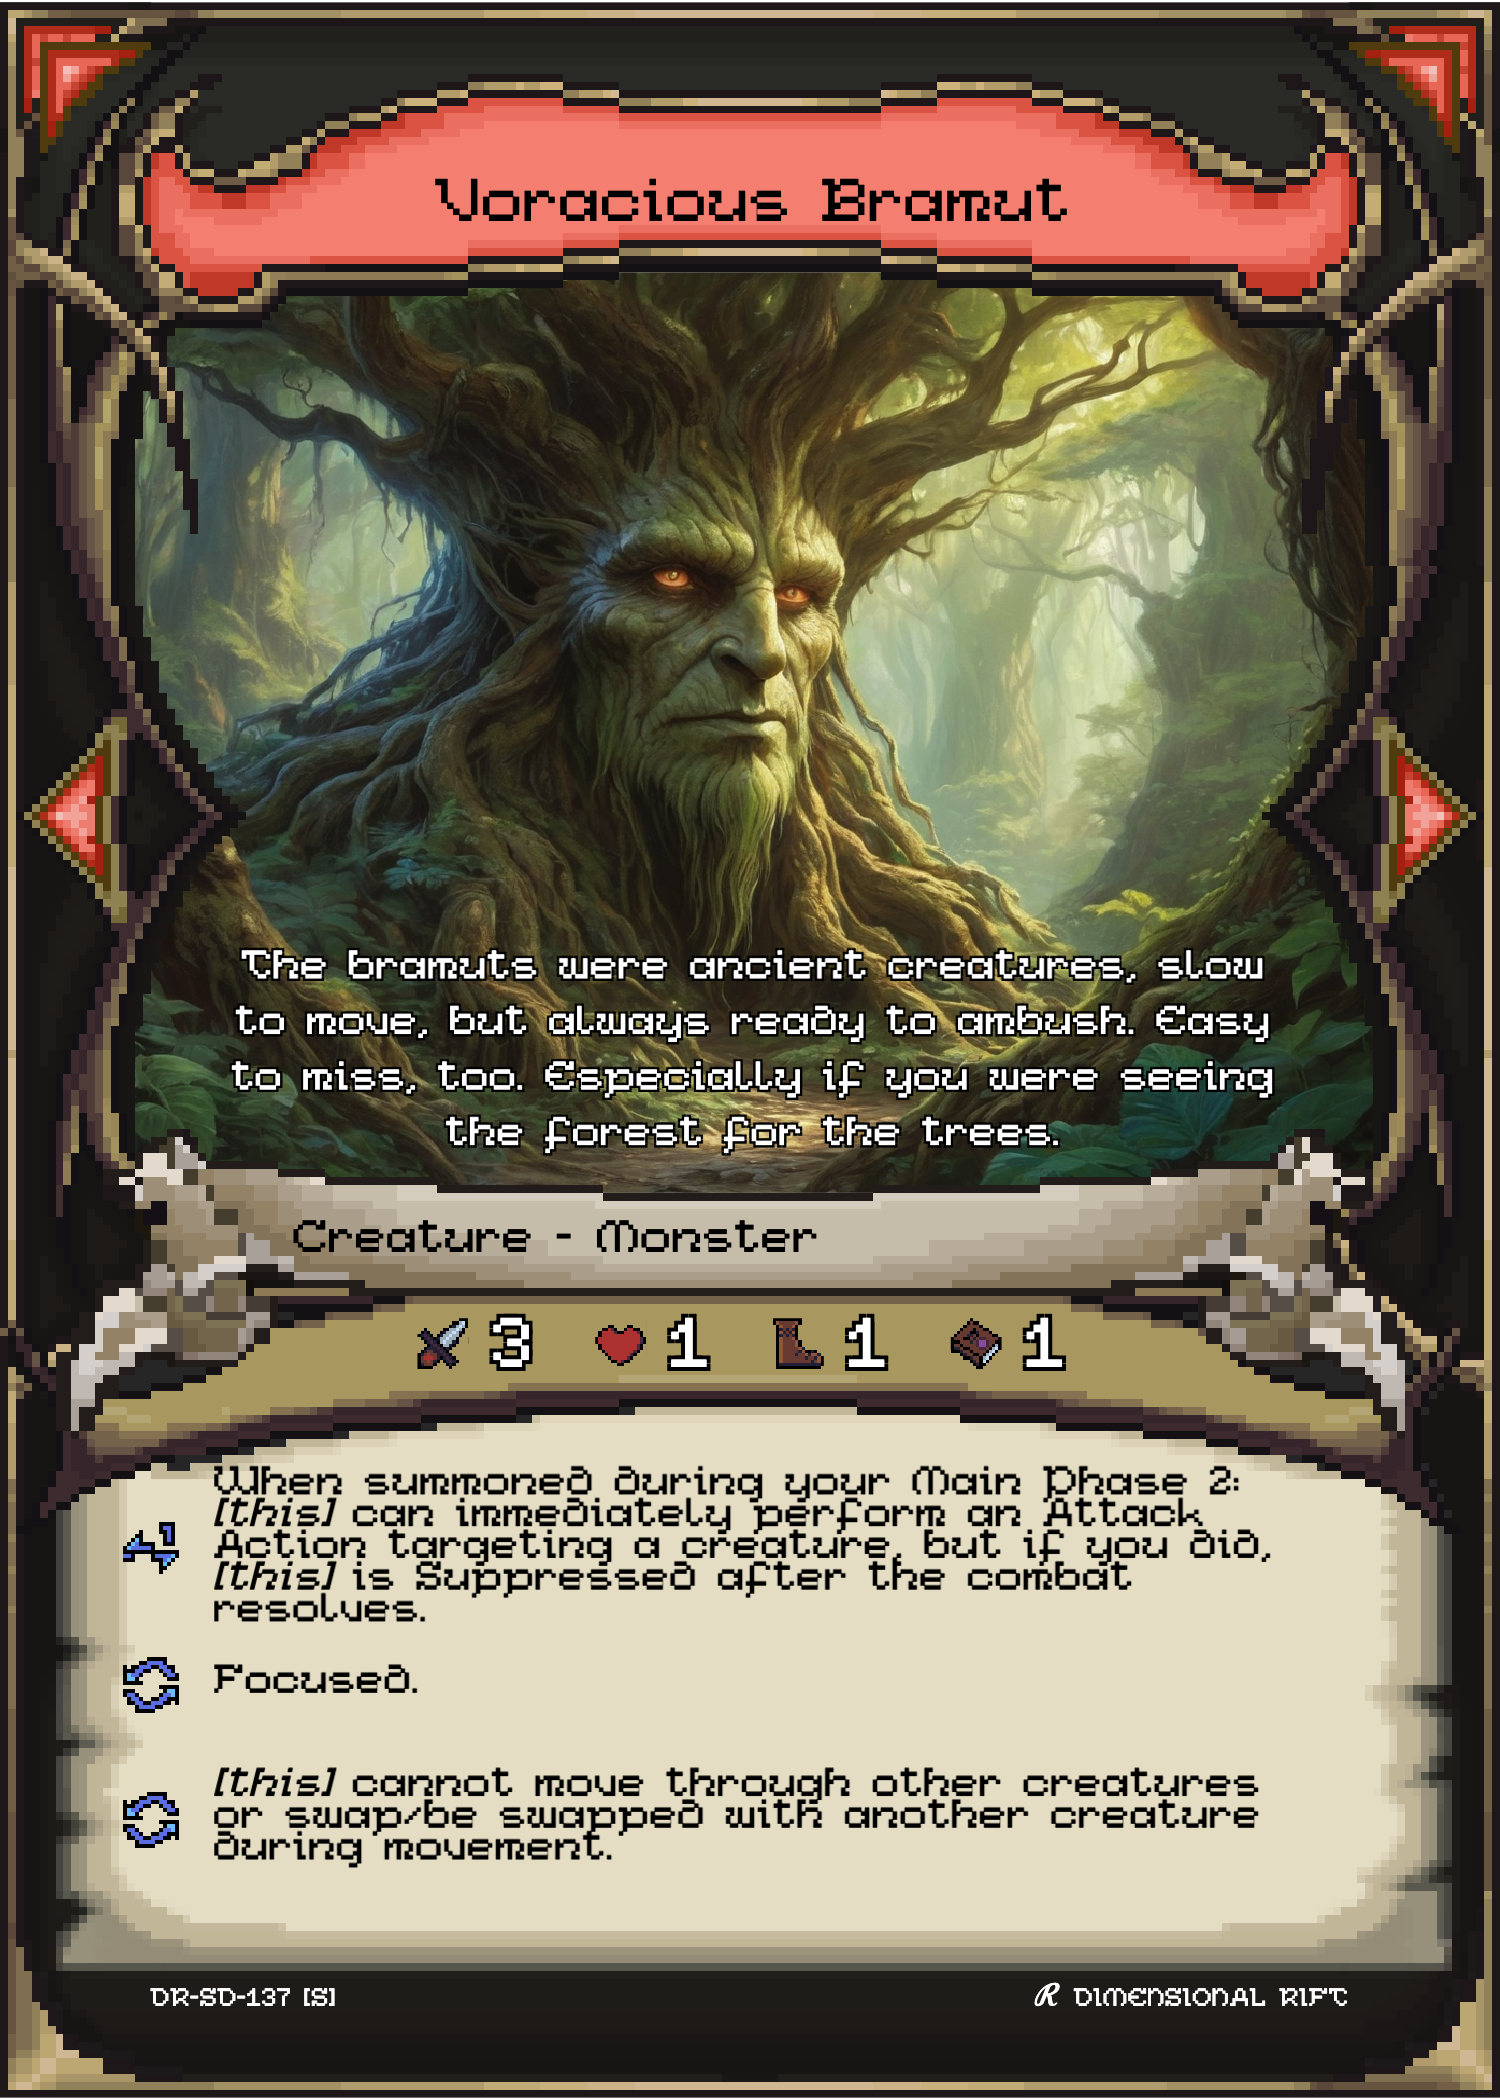 Voracious Bramut
The bramuts were ancient creatures, slow
to move, but always ready to ambush. Easy
to miss, too. Especially if you were seeing
the forest for the trees.
Creature - Monster
3 1 1 1
When summoned during your Main Phase 2:
[this] can immediately perform an Attack
Action targeting a creature, but if you did,
[this] is Suppressed after the combat
resolves.
Focused.
[this] cannot move through other creatures
or swap/be swapped with another creature
during movement.
DR-SD-137 [S]
R DIMENSIONAL RIFT